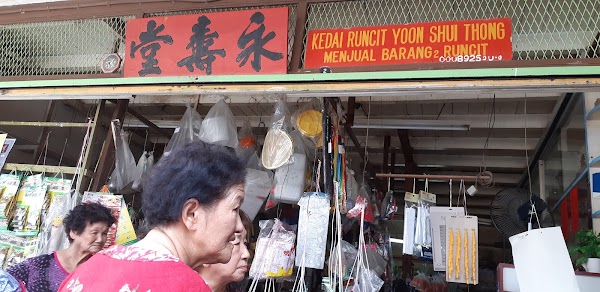 永壽堂
KEDAI RUNCIT YOON SHUI THONG
MENJUAL BARANG2 RUNCIT